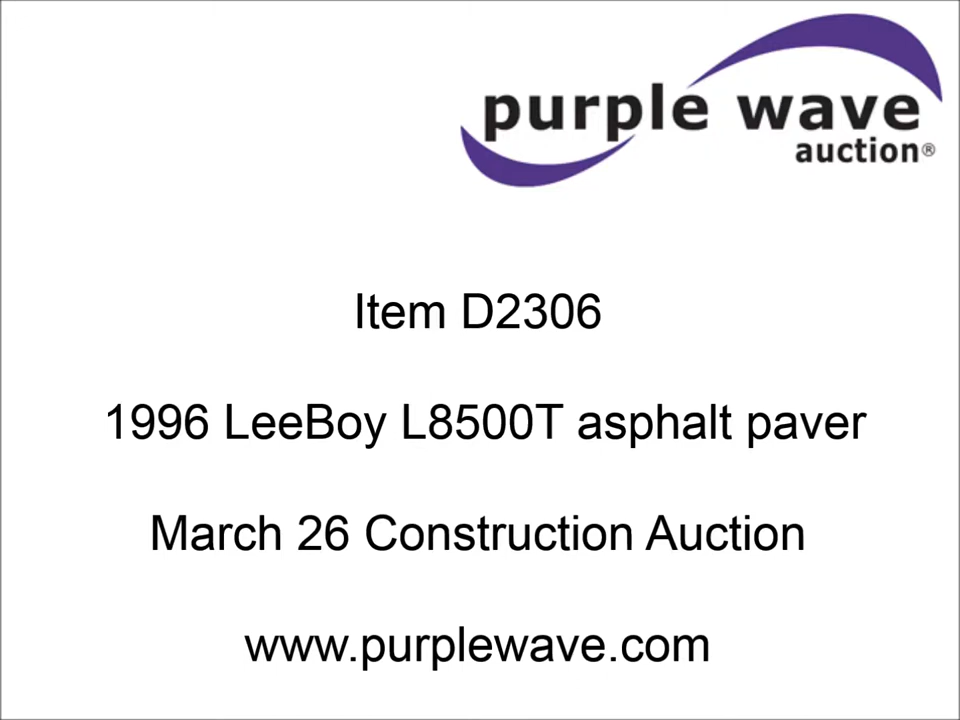 purple wave
auction®
Item D2306
1996 LeeBoy L8500T asphalt paver
March 26 Construction Auction
www.purplewave.com